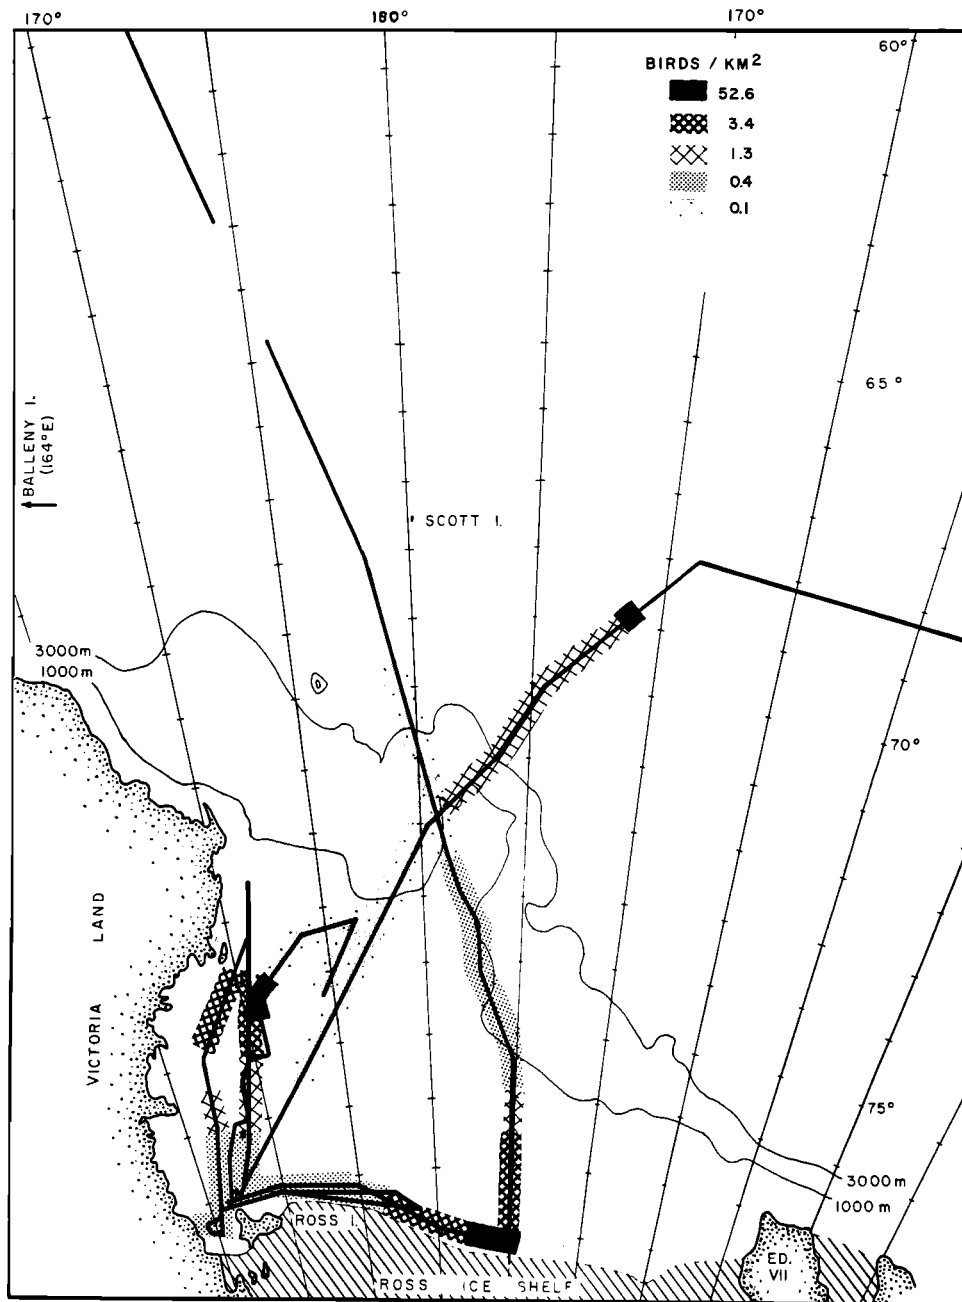 170°
180°
170°
60°
BIRDS / KM²
52.6
3.4
1.3
0.4
0.1
65°
BALLENY I.
(164°E)
SCOTT I.
3000m
1000m
70°
VICTORIA LAND
75°
3000m
1000m
ROSS I.
ED.
VII
ROSS ICE SHELF